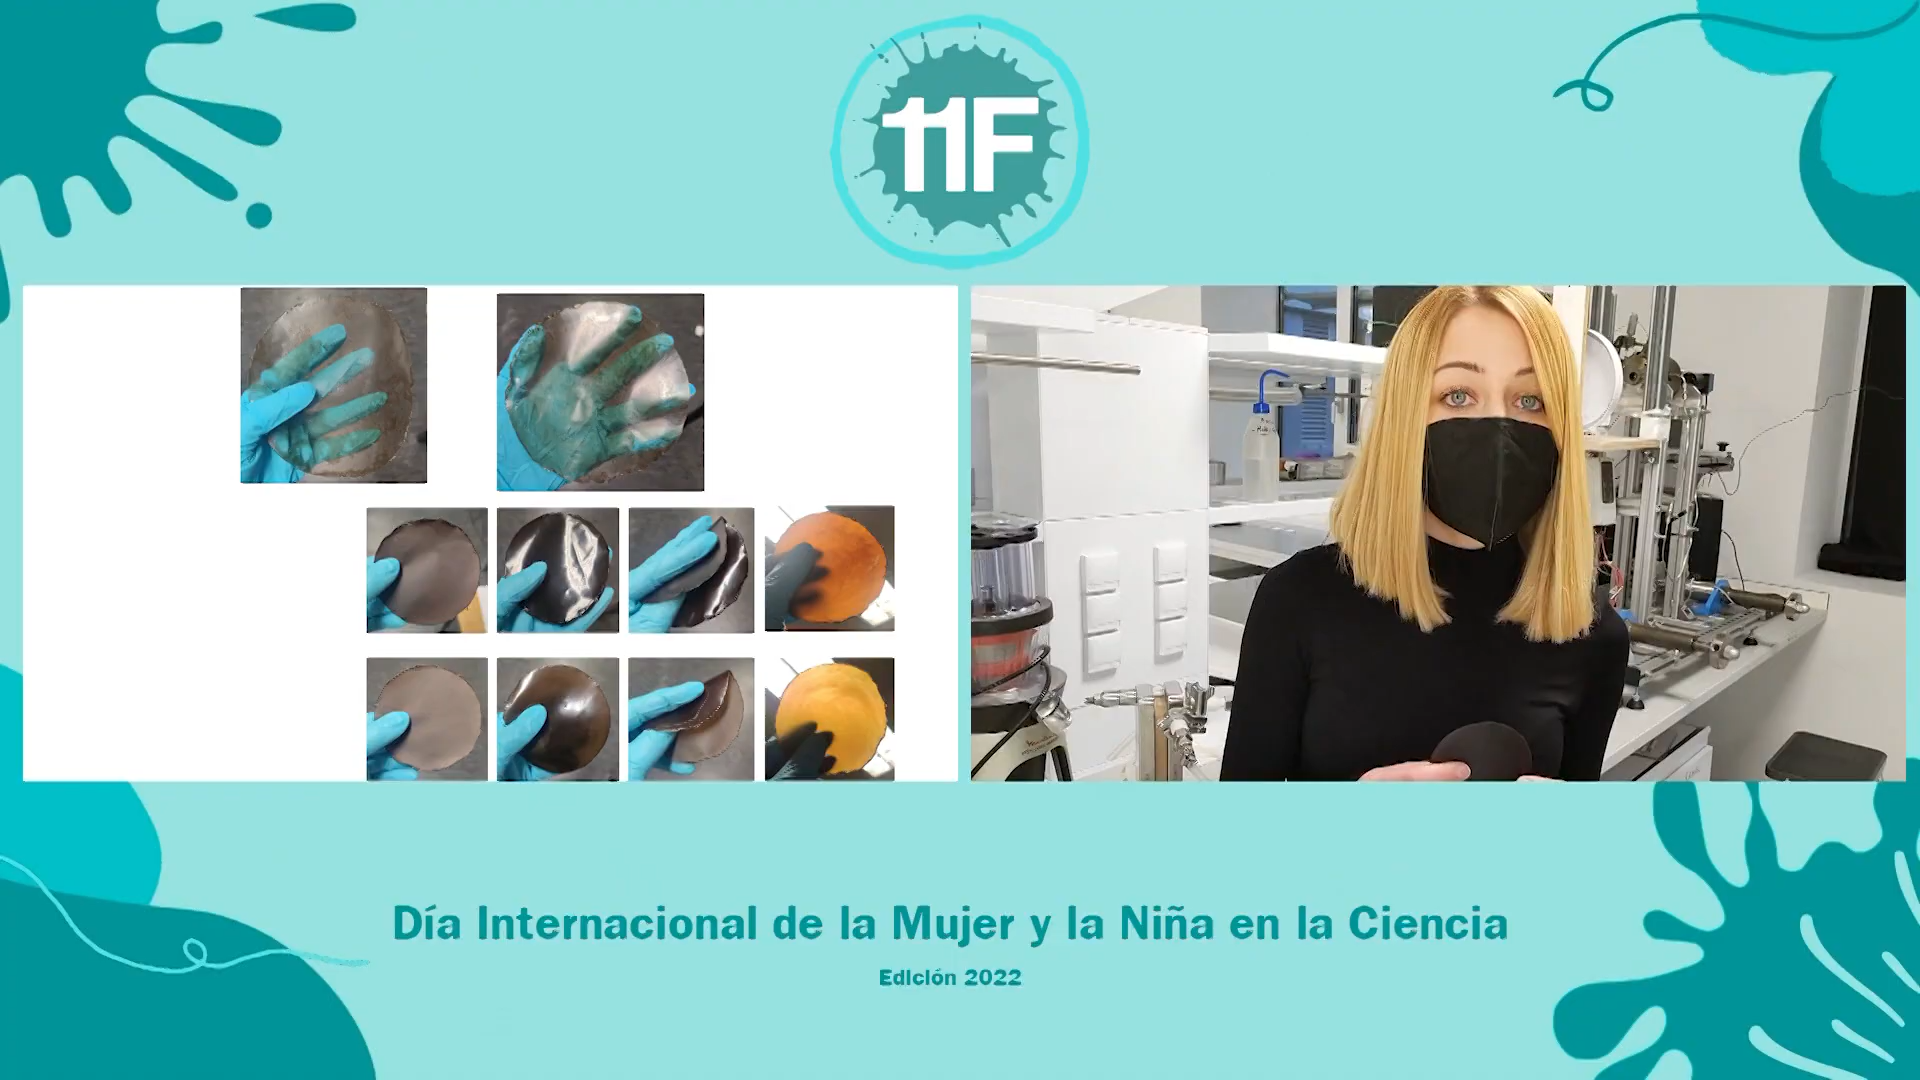 11F
Día Internacional de la Mujer y la Niña en la Ciencia
Edición 2022